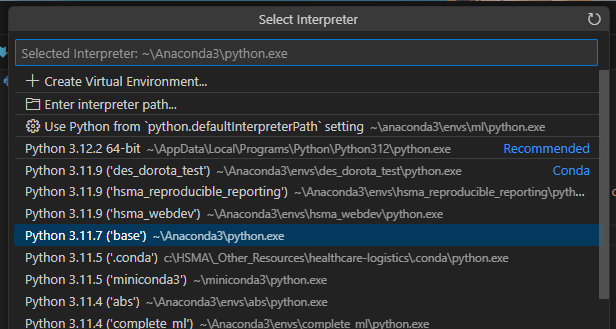 Select Interpreter
Selected Interpreter: ~\Anaconda3\python.exe
Create Virtual Environment...
Enter interpreter path...
Use Python from `python.defaultInterpreterPath` setting ~\anaconda3\envs\ml\python.exe
Python 3.12.2 64-bit ~\AppData\Local\Programs\Python\Python312\python.exe Recommended
Python 3.11.9 ('des_dorota_test') ~\Anaconda3\envs\des_dorota_test\python.exe Conda
Python 3.11.9 ('hsma_reproducible_reporting') ~\Anaconda3\envs\hsma_reproducible_reporting\pyth...
Python 3.11.9 ('hsma_webdev') ~\Anaconda3\envs\hsma_webdev\python.exe
Python 3.11.7 ('base') ~\Anaconda3\python.exe
Python 3.11.5 ('.conda') c:\HSMA\_Other_Resources\healthcare-logistics\.conda\python.exe
Python 3.11.5 ('miniconda3') ~\miniconda3\python.exe
Python 3.11.4 ('abs') ~\Anaconda3\envs\abs\python.exe
Python 3.11.4 ('complete_ml') ~\Anaconda3\envs\complete_ml\python.exe